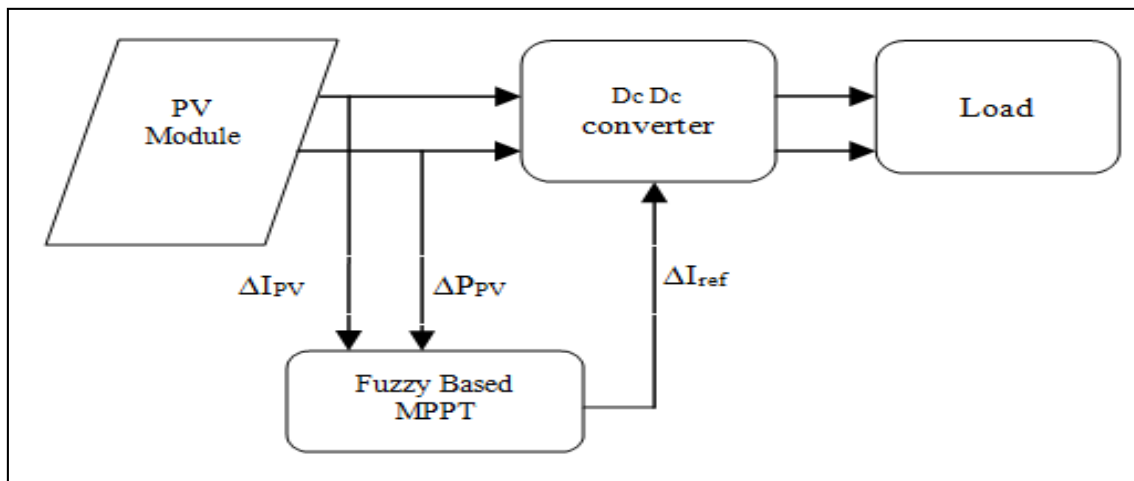 PV
Module
Dc Dc
converter
Load
ΔIPV
ΔPPV
ΔIref
Fuzzy Based
MPPT